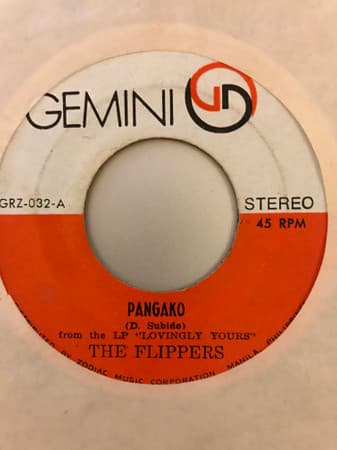 GEMINI
GRZ-032-A
STEREO
45 RPM
PANGAKO
(D. Subido)
from the LP "LOVINGLY YOURS"
THE FLIPPERS
BY ZODIAC MUSIC CORPORATION MANILA,